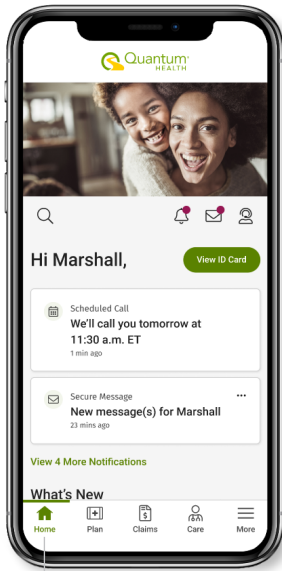 Quantum
HEALTH
Hi Marshall,
View ID Card
Scheduled Call
We'll call you tomorrow at
11:30 a.m. ET
1 min ago
Secure Message
New message(s) for Marshall
23 mins ago
View 4 More Notifications
What's New
Home
Plan
Claims
Care
More